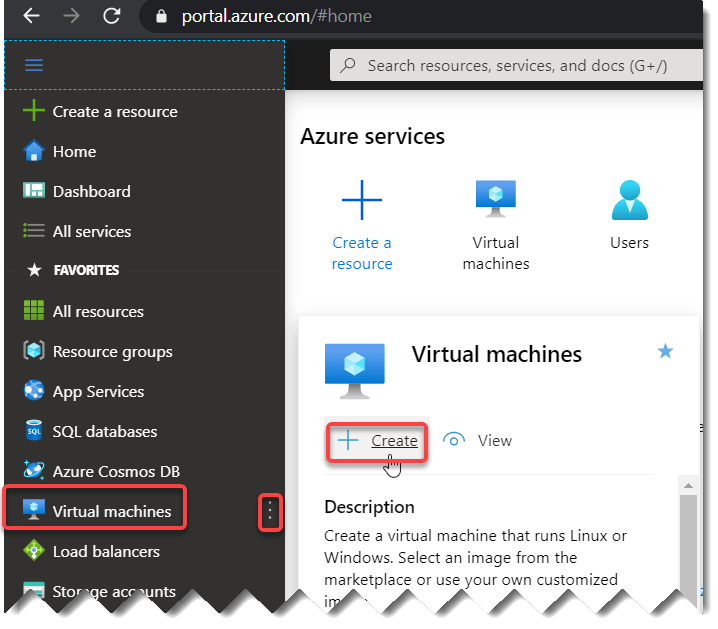 portal.azure.com/#home
Search resources, services, and docs (G+/)
Create a resource
Home
Dashboard
All services
FAVORITES
All resources
Resource groups
App Services
SQL databases
Azure Cosmos DB
Virtual machines
Load balancers
Storage accounts
Azure services
Create a
resource
Virtual
machines
Users
Virtual machines
Create
View
Description
Create a virtual machine that runs Linux or
Windows. Select an image from the
marketplace or use your own customized